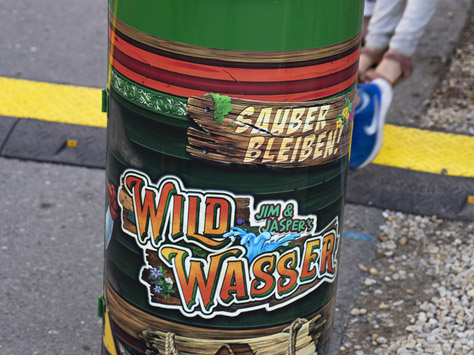 SAUBER
BLEIBEN!
WILD
JIM &
JASPER'S
WASSER